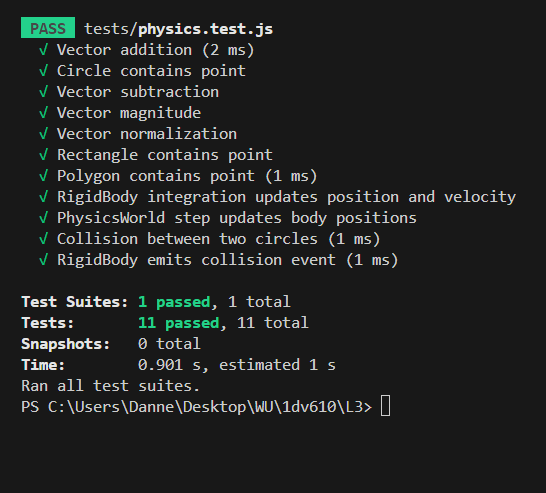 PASS tests/physics.test.js
√ Vector addition (2 ms)
√ Circle contains point
√ Vector subtraction
√ Vector magnitude
√ Vector normalization
√ Rectangle contains point
√ Polygon contains point (1 ms)
√ RigidBody integration updates position and velocity
√ PhysicsWorld step updates body positions
√ Collision between two circles (1 ms)
√ RigidBody emits collision event (1 ms)
Test Suites: 1 passed, 1 total
Tests: 11 passed, 11 total
Snapshots: 0 total
Time: 0.901 s, estimated 1 s
Ran all test suites.
PS C:\Users\Danne\Desktop\WU\1dv610\L3>